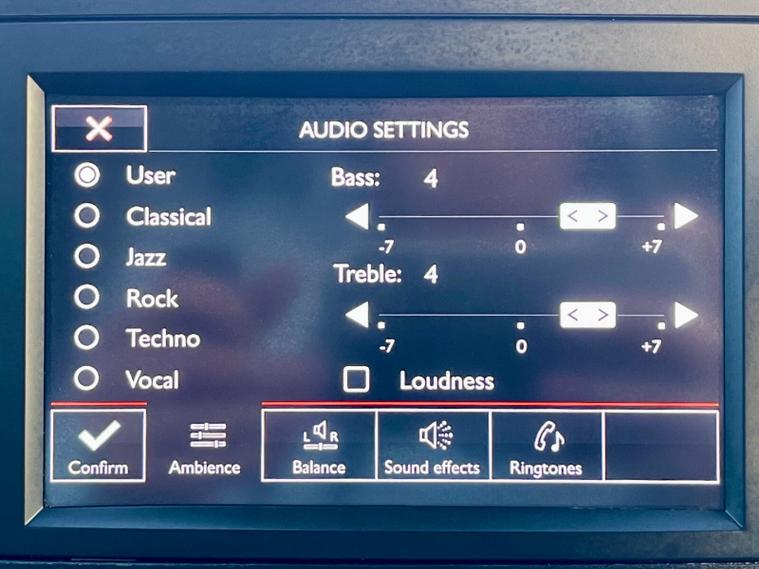 AUDIO SETTINGS
User
Classical
Jazz
Rock
Techno
Vocal
Bass: 4
-7 0 +7
Treble: 4
-7 0 +7
Loudness
Confirm
Ambience
L R
Balance
Sound effects
Ringtones